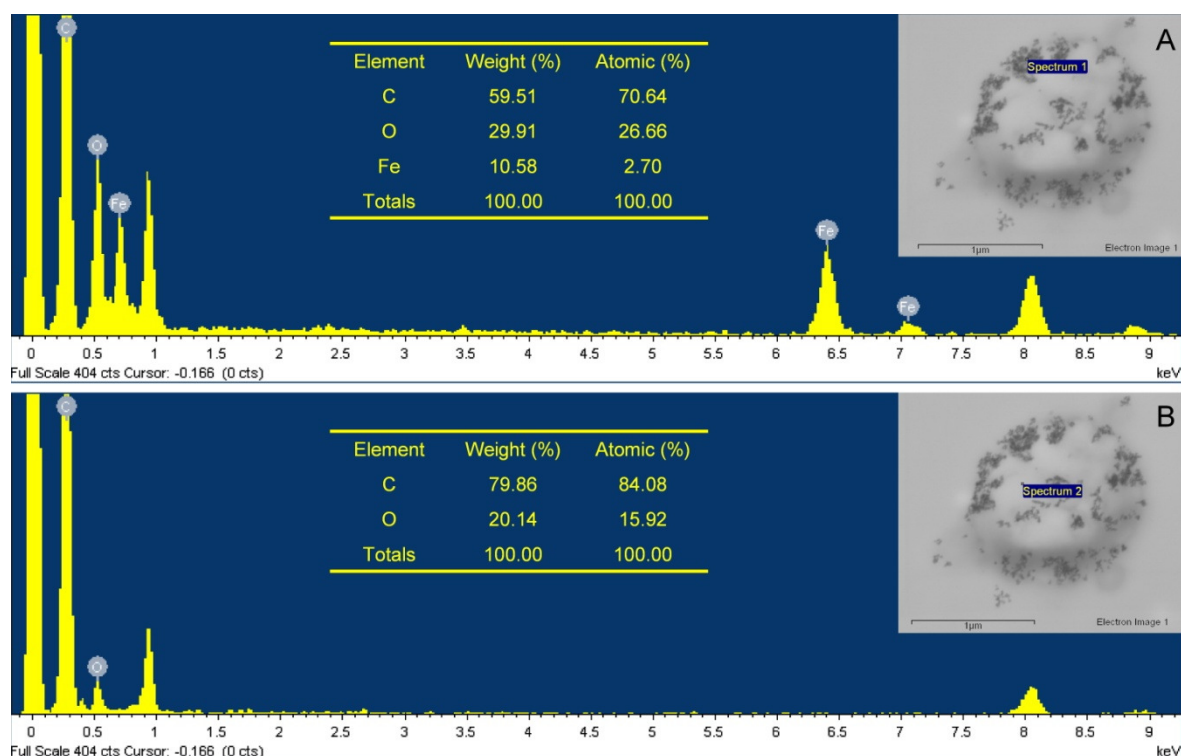 A
C
Spectrum 1
Element Weight (%) Atomic (%)
C 59.51 70.64
O 29.91 26.66
Fe 10.58 2.70
Totals 100.00 100.00
O
Fe
Fe
Fe
1µm
Electron Image 1
0 0.5 1 1.5 2 2.5 3 3.5 4 4.5 5 5.5 6 6.5 7 7.5 8 8.5 9
Full Scale 404 cts Cursor: -0.166 (0 cts)
keV
B
C
Spectrum 2
Element Weight (%) Atomic (%)
C 79.86 84.08
O 20.14 15.92
Totals 100.00 100.00
O
1µm
Electron Image 1
0 0.5 1 1.5 2 2.5 3 3.5 4 4.5 5 5.5 6 6.5 7 7.5 8 8.5 9
Full Scale 404 cts Cursor: -0.166 (0 cts)
keV